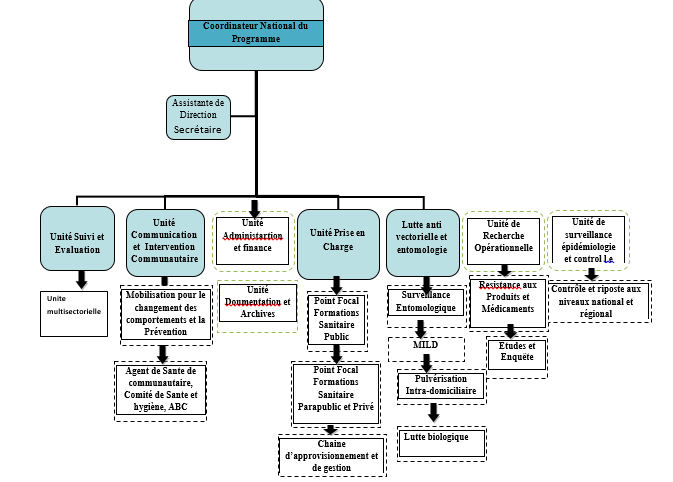 Coordinateur National du
Programme
Assistante de
Direction
Secrétaire
Unité Suivi et
Evaluation
Unite
multisectorielle
Unité
Communication
et Intervention
Communautaire
Mobilisation pour le
changement des
comportements et la
Prévention
Agent de Sante de
communautaire,
Comité de Sante et
hygiène, ABC
Unité
Administartion
et finance
Unité
Doumentation et
Archives
Unité Prise en
Charge
Point Focal
Formations
Sanitaire
Public
Point Focal
Formations
Sanitaire
Parapublic et Privé
Chaine
d'approvisionnement et
de gestion
Lutte anti
vectorielle et
entomologie
Surveillance
Entomologique
MILD
Pulvérisation
Intra-domiciliaire
Lutte biologique
Unité de
Recherche
Opérationnelle
Resistance aux
Produits et
Médicaments
Etudes et
Enquête
Unité de
surveillance
épidémiologie
et control Le
Contrôle et riposte aux
niveaux national et
régional